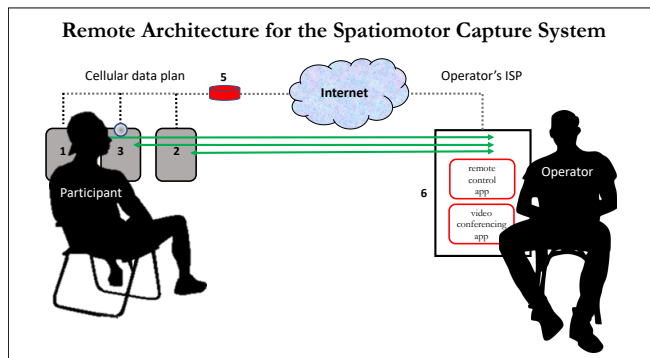 Remote Architecture for the Spatiomotor Capture System
Cellular data plan
5
Internet
Operator's ISP
1
3
2
Participant
6
remote
control
app
video
conferencing
app
Operator